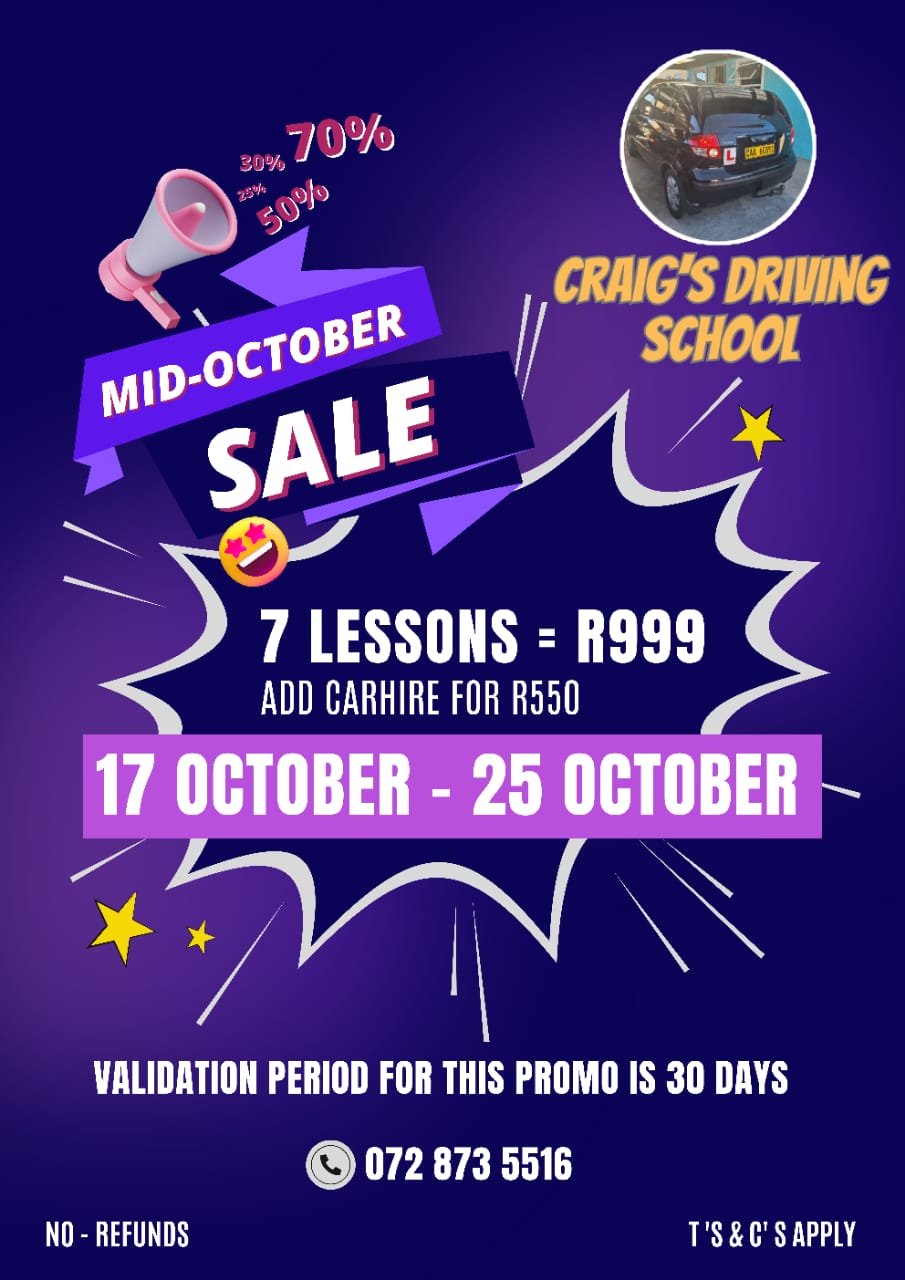 30% 70%
25%
50%
CRAIG'S DRIVING
SCHOOL
MID-OCTOBER
SALE
7 LESSONS = R999
ADD CARHIRE FOR R550
17 OCTOBER - 25 OCTOBER
VALIDATION PERIOD FOR THIS PROMO IS 30 DAYS
072 873 5516
NO - REFUNDS
T 'S & C' S APPLY
L